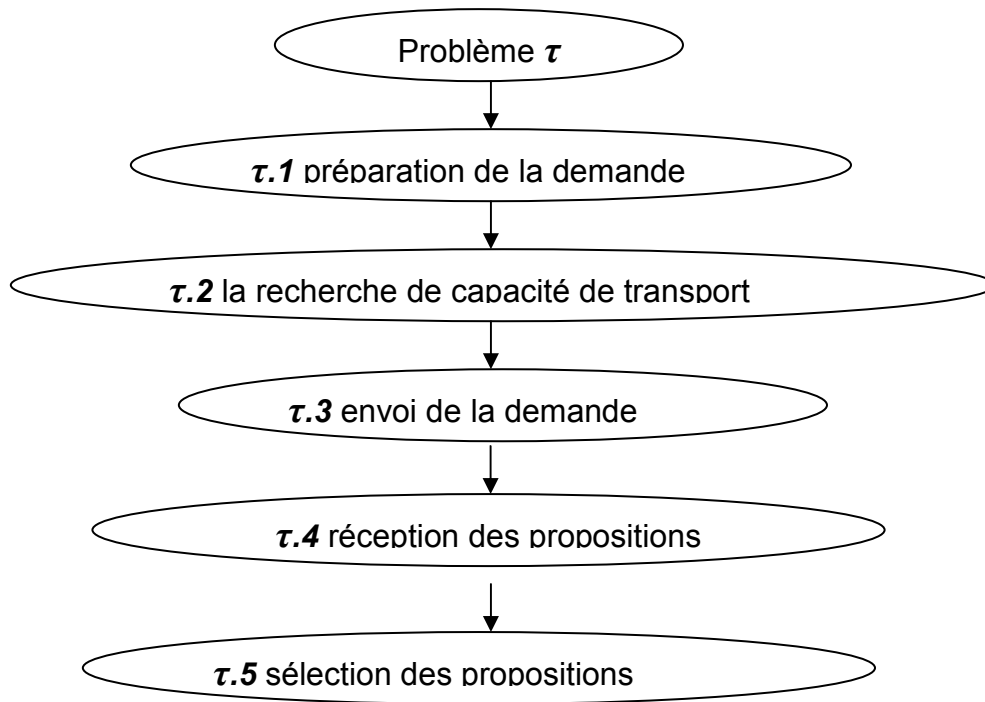 Problème τ
τ.1 préparation de la demande
τ.2 la recherche de capacité de transport
τ.3 envoi de la demande
τ.4 réception des propositions
τ.5 sélection des propositions